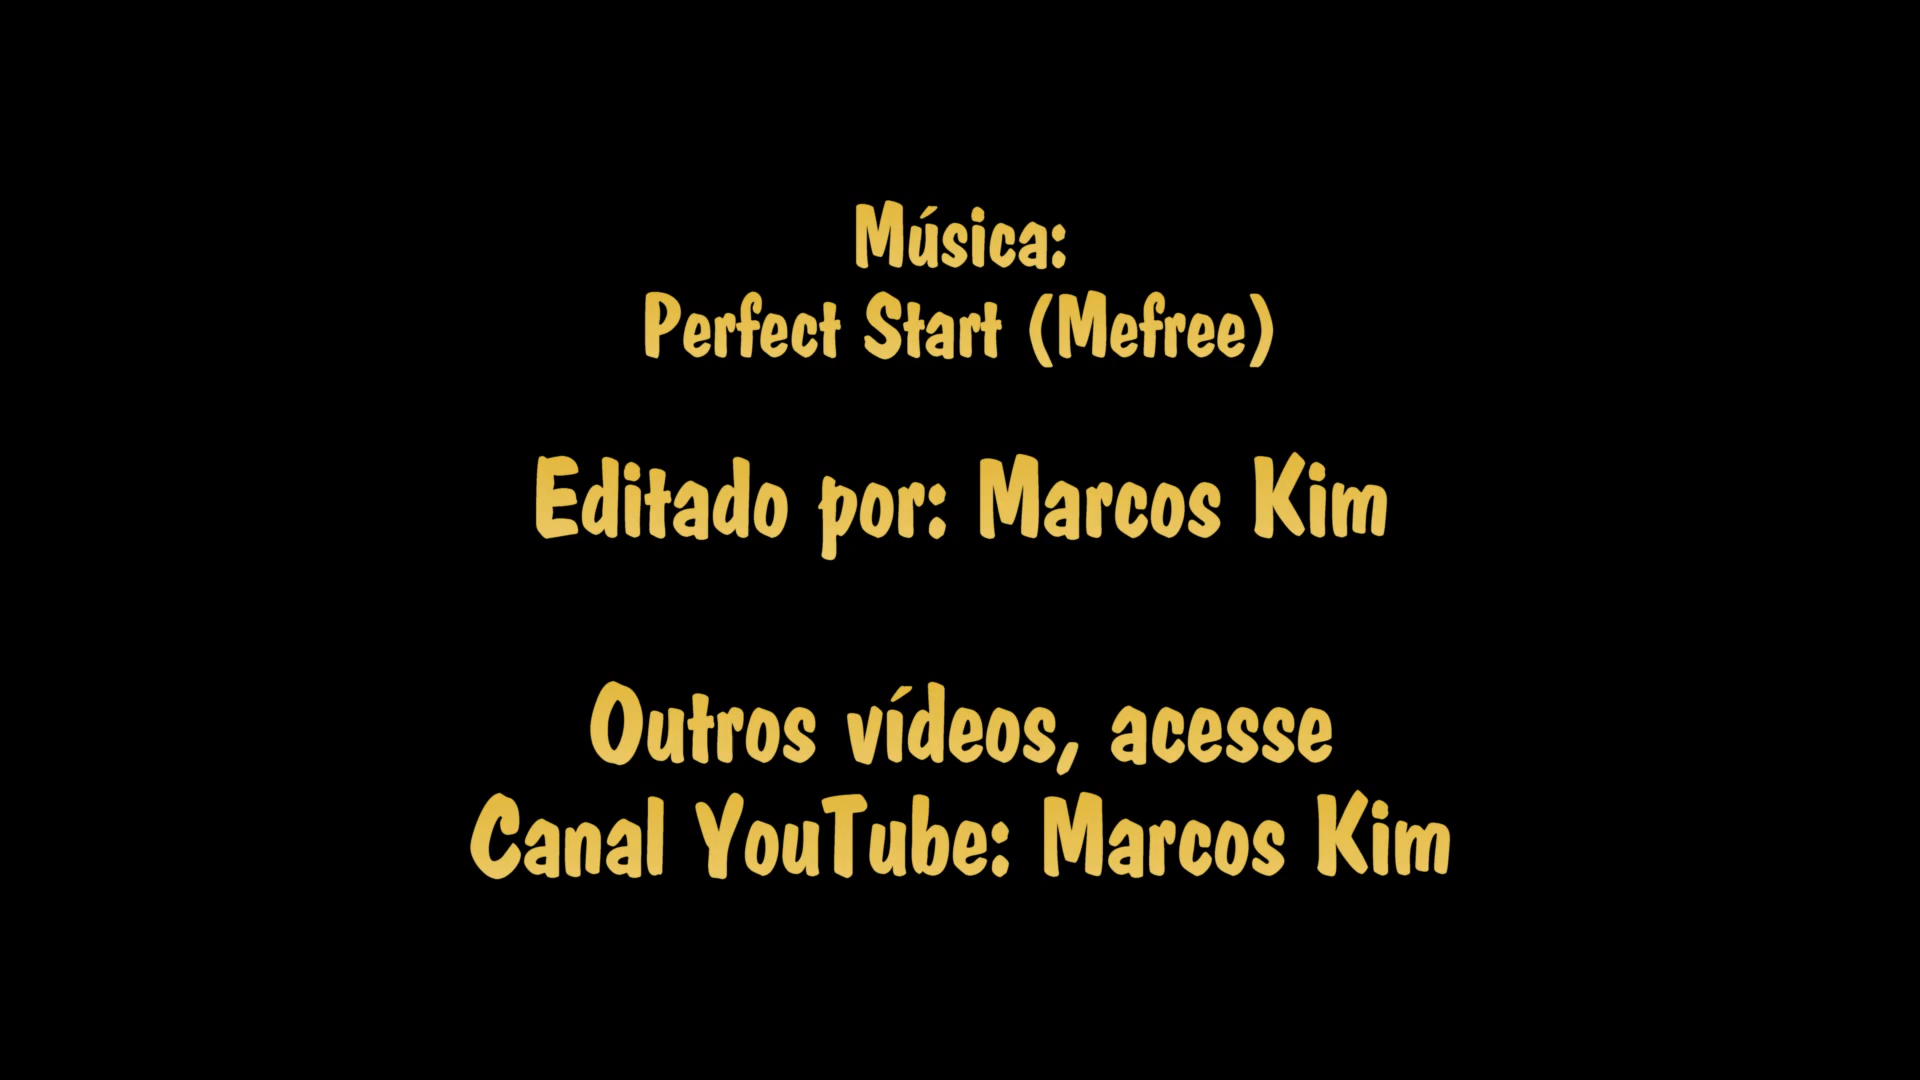 Música:
Perfect Start (Mefree)
Editado por: Marcos Kim
Outros vídeos, acesse
Canal YouTube: Marcos Kim